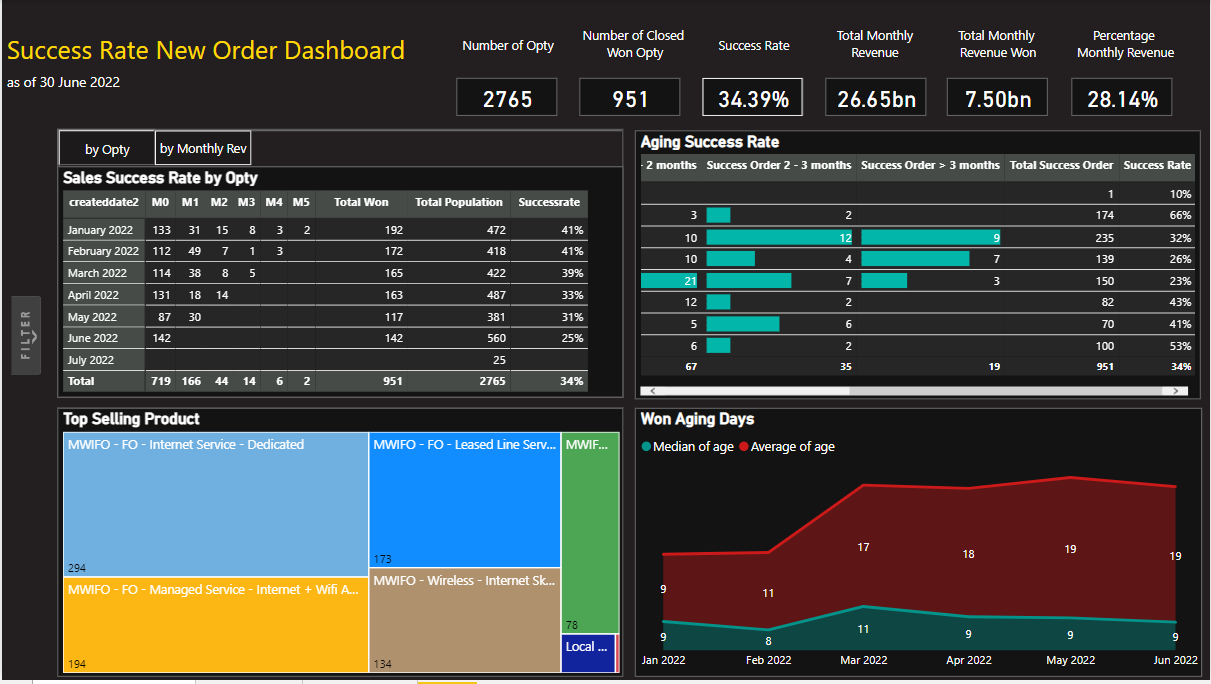 Success Rate New Order Dashboard
as of 30 June 2022
Number of Opty
2765
Number of Closed
Won Opty
951
Success Rate
34.39%
Total Monthly
Revenue
26.65bn
Total Monthly
Revenue Won
7.50bn
Percentage
Monthly Revenue
28.14%
FILTER
by Opty
by Monthly Rev
Sales Success Rate by Opty
createddate2 M0 M1 M2 M3 M4 M5 Total Won Total Population Successrate
January 2022 133 31 15 8 3 2 192 472 41%
February 2022 112 49 7 1 3 172 418 41%
March 2022 114 38 8 5 165 422 39%
April 2022 131 18 14 163 487 33%
May 2022 87 30 117 381 31%
June 2022 142 142 560 25%
July 2022 25
Total 719 166 44 14 6 2 951 2765 34%
Aging Success Rate
- 2 months Success Order 2 - 3 months Success Order > 3 months Total Success Order Success Rate
1 10%
3 2 174 66%
10 12 9 235 32%
10 4 7 139 26%
21 7 3 150 23%
12 2 82 43%
5 6 70 41%
6 2 100 53%
67 35 19 951 34%
Top Selling Product
MWIFO - FO - Internet Service - Dedicated
294
MWIFO - FO - Managed Service - Internet + Wifi A...
194
MWIFO - FO - Leased Line Serv...
173
MWIFO - Wireless - Internet Sk...
134
MWIF...
78
Local ...
Won Aging Days
Median of age Average of age
9 11 17 18 19 19
9 8 11 9 9 9
Jan 2022 Feb 2022 Mar 2022 Apr 2022 May 2022 Jun 2022